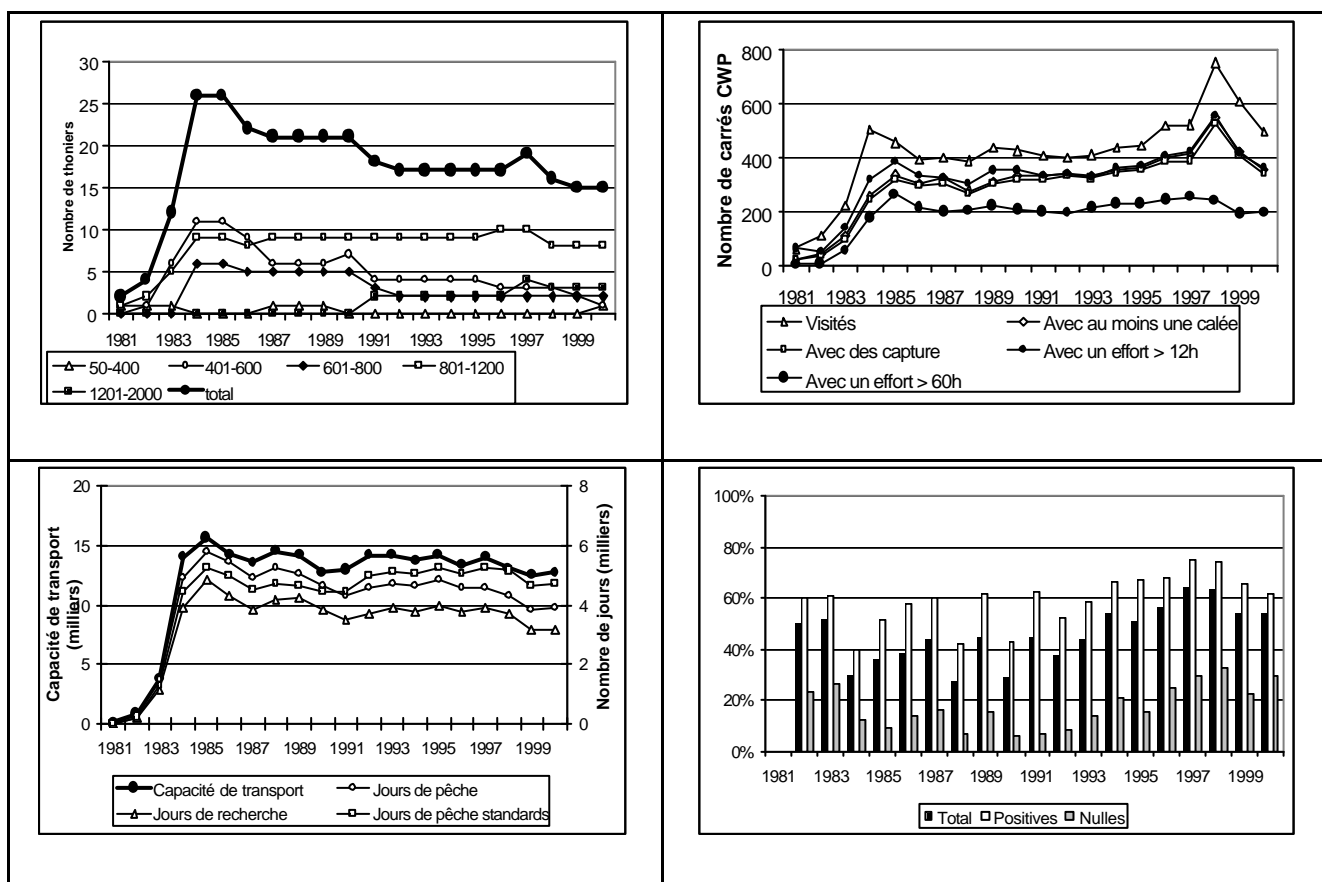 Nombre de thoniers
30
25
20
15
10
5
0
1981 1983 1985 1987 1989 1991 1993 1995 1997 1999
50-400 401-600 601-800 801-1200
1201-2000 total
Nombre de carrés CWP
800
600
400
200
0
1981 1983 1985 1987 1989 1991 1993 1995 1997 1999
Visités Avec au moins une calée
Avec des capture Avec un effort > 12h
Avec un effort > 60h
Capacité de transport
(milliers)
20
15
10
5
0
8
6
4
2
0
Nombre de jours (milliers)
1981 1983 1985 1987 1989 1991 1993 1995 1997 1999
Capacité de transport Jours de pêche
Jours de recherche Jours de pêche standards
100%
80%
60%
40%
20%
0%
1981 1983 1985 1987 1989 1991 1993 1995 1997 1999
Total Positives Nulles